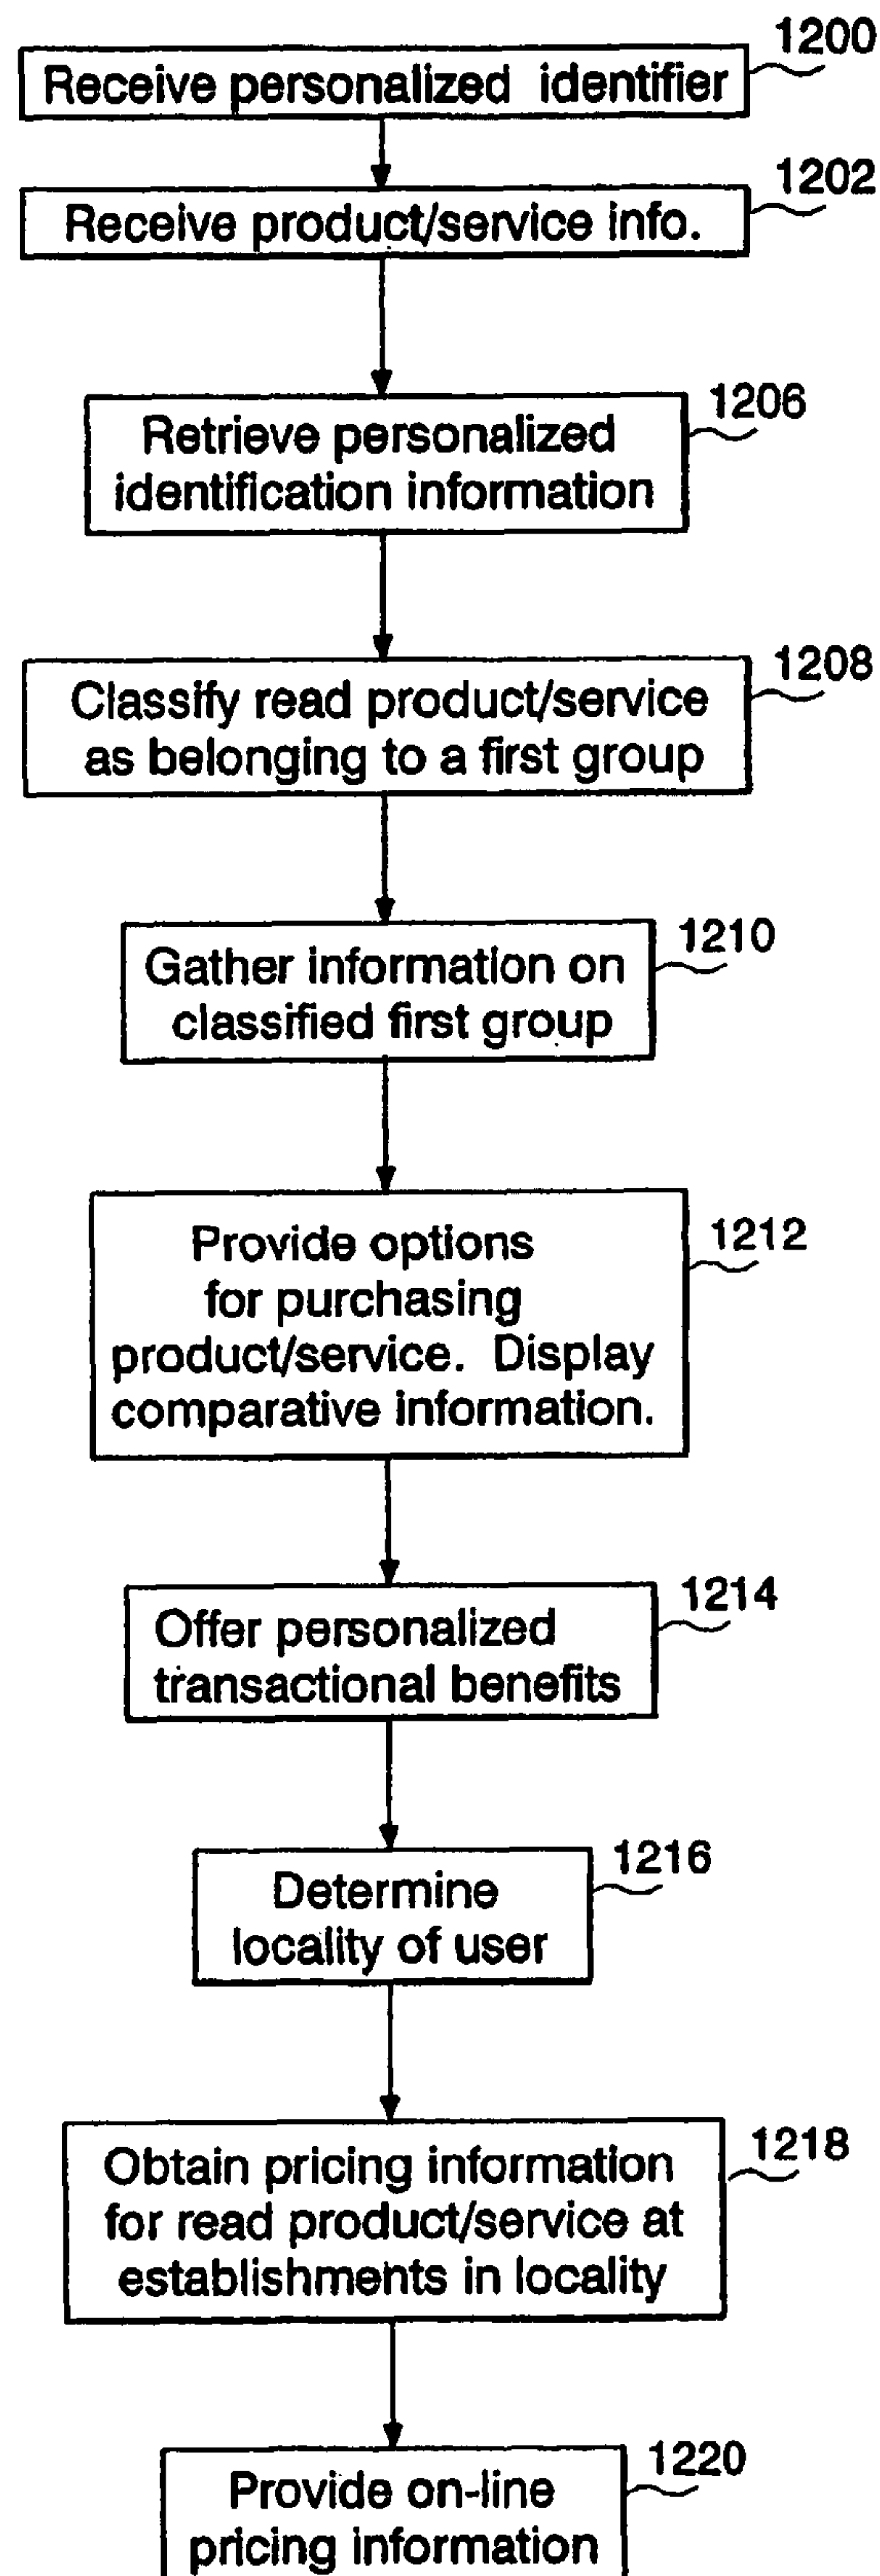 1200
Receive personalized identifier
1202
Receive product/service info.
1206
Retrieve personalized
identification information
1208
Classify read product/service
as belonging to a first group
1210
Gather information on
classified first group
1212
Provide options
for purchasing
product/service. Display
comparative information.
1214
Offer personalized
transactional benefits
1216
Determine
locality of user
1218
Obtain pricing information
for read product/service at
establishments in locality
1220
Provide on-line
pricing information